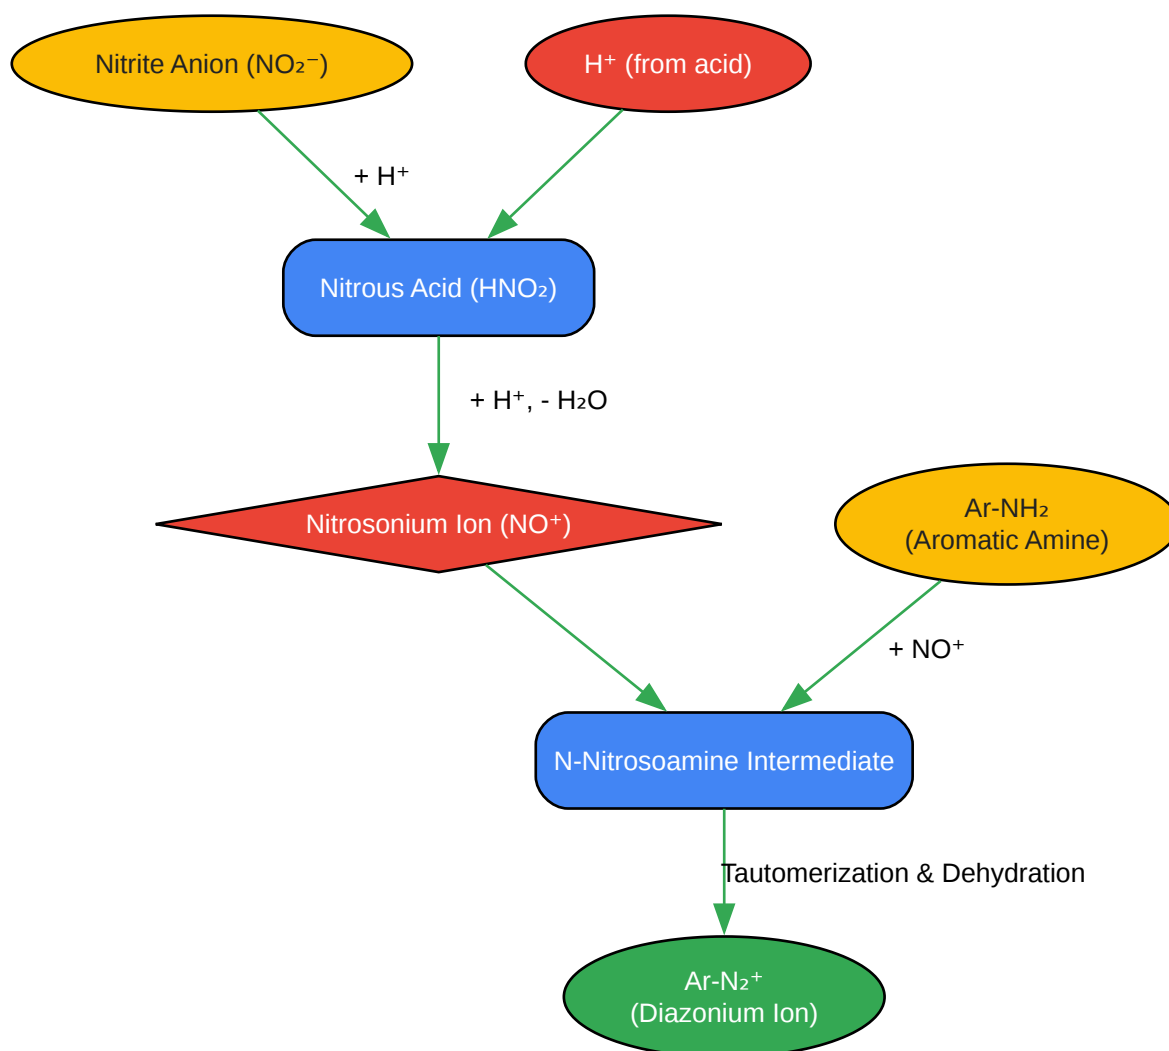 Nitrite Anion (NO₂⁻)
H⁺ (from acid)
+ H⁺
Nitrous Acid (HNO₂)
+ H⁺, - H₂O
Nitrosonium Ion (NO⁺)
Ar-NH₂
(Aromatic Amine)
+ NO⁺
N-Nitrosoamine Intermediate
Tautomerization & Dehydration
Ar-N₂⁺
(Diazonium Ion)